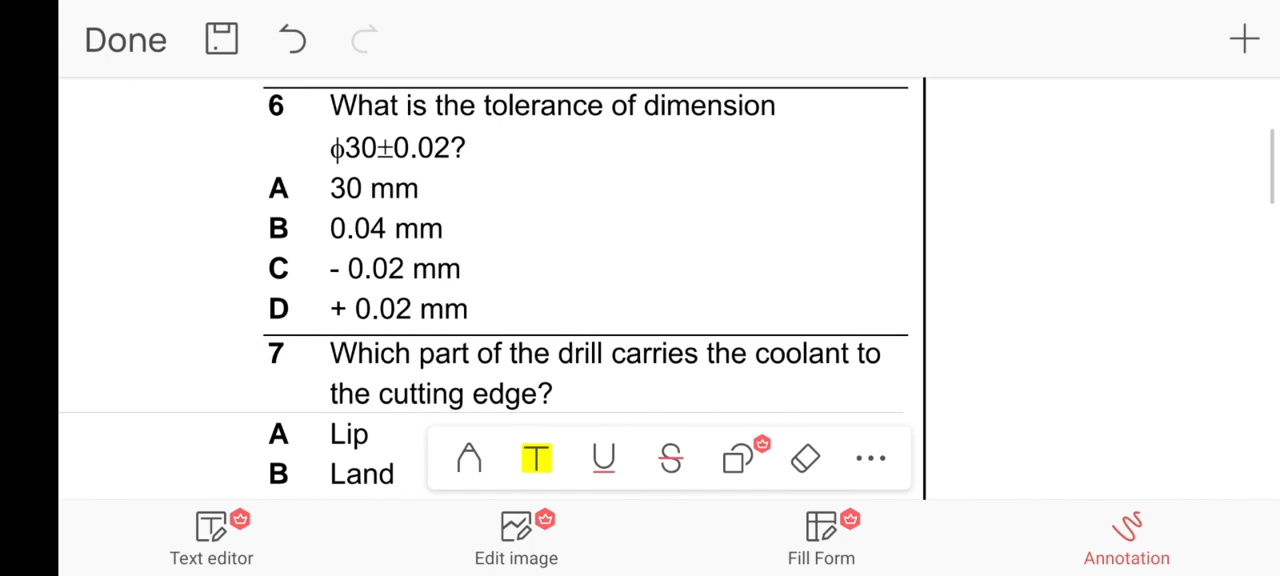 Done
6 What is the tolerance of dimension
ϕ30±0.02?
A 30 mm
B 0.04 mm
C - 0.02 mm
D + 0.02 mm
7 Which part of the drill carries the coolant to
the cutting edge?
A Lip
B Land
T U S
Text editor Edit image Fill Form Annotation